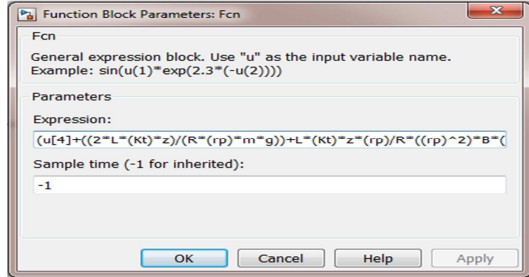 Function Block Parameters: Fcn
Fcn
General expression block. Use "u" as the input variable name.
Example: sin(u(1)*exp(2.3*(-u(2))))
Parameters
Expression:
(u[4]+((2*L*(Kt)*z)/(R*(rp)*m*g))+L*(Kt)*z*(rp)/R*((rp)^2)*B*(
Sample time (-1 for inherited):
-1
OK Cancel Help Apply